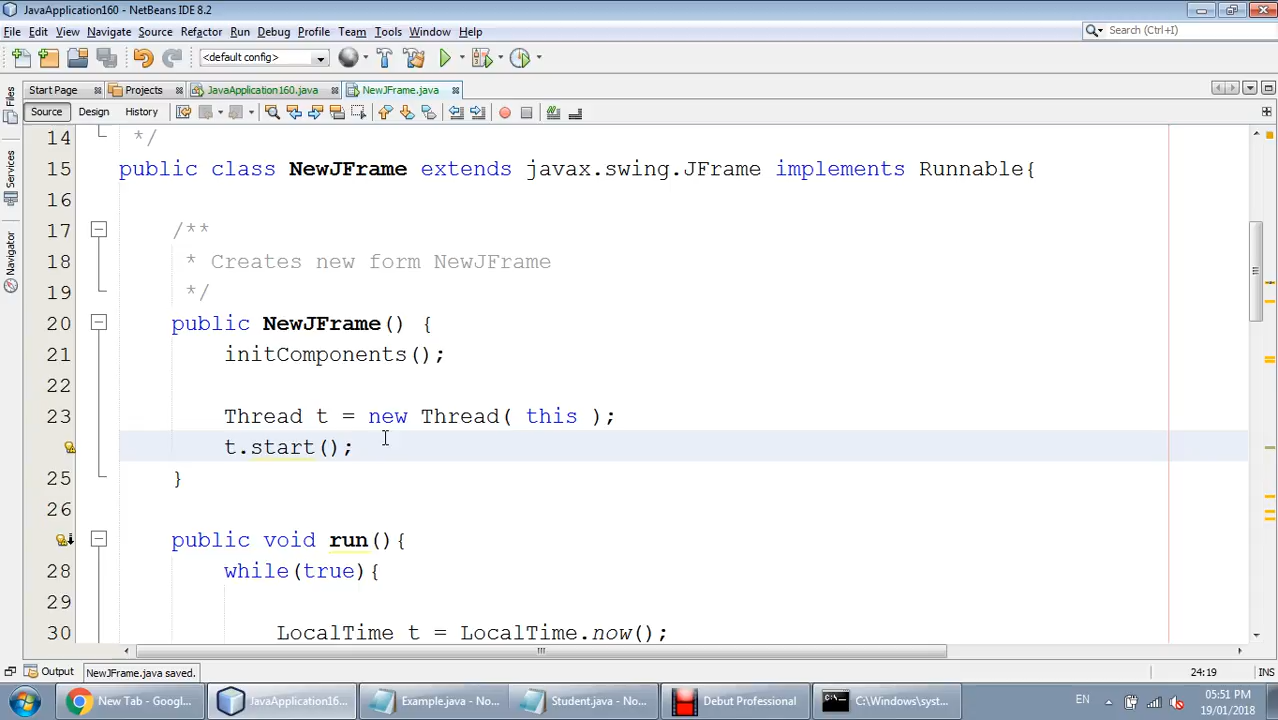 JavaApplication160 - NetBeans IDE 8.2
File Edit View Navigate Source Refactor Run Debug Profile Team Tools Window Help
Search (Ctrl+I)
<default config>
Start Page Projects JavaApplication160.java NewJFrame.java
Source Design History
Files
Services
Navigator
14 */
15 public class NewJFrame extends javax.swing.JFrame implements Runnable{
16
17 /**
18 * Creates new form NewJFrame
19 */
20 public NewJFrame() {
21 initComponents();
22
23 Thread t = new Thread( this );
t.start();
25 }
26
public void run(){
28 while(true){
29
30 LocalTime t = LocalTime.now();
Output NewJFrame.java saved. 24:19 INS
New Tab - Googl... JavaApplication16... Example.java - No... Student.java - No... Debut Professional C:\Windows\syst... EN 05:51 PM
19/01/2018